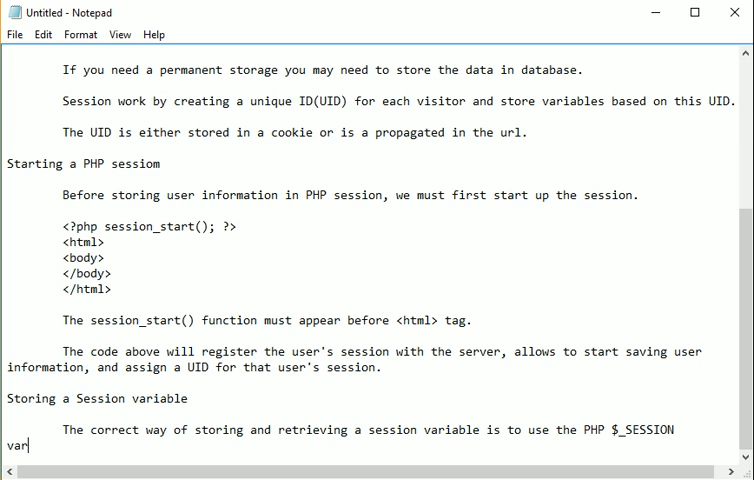 Untitled - Notepad
File Edit Format View Help
If you need a permanent storage you may need to store the data in database.
Session work by creating a unique ID(UID) for each visitor and store variables based on this UID.
The UID is either stored in a cookie or is a propagated in the url.
Starting a PHP sessiom
Before storing user information in PHP session, we must first start up the session.
<?php session_start(); ?>
<html>
<body>
</body>
</html>
The session_start() function must appear before <html> tag.
The code above will register the user's session with the server, allows to start saving user
information, and assign a UID for that user's session.
Storing a Session variable
The correct way of storing and retrieving a session variable is to use the PHP $_SESSION
var